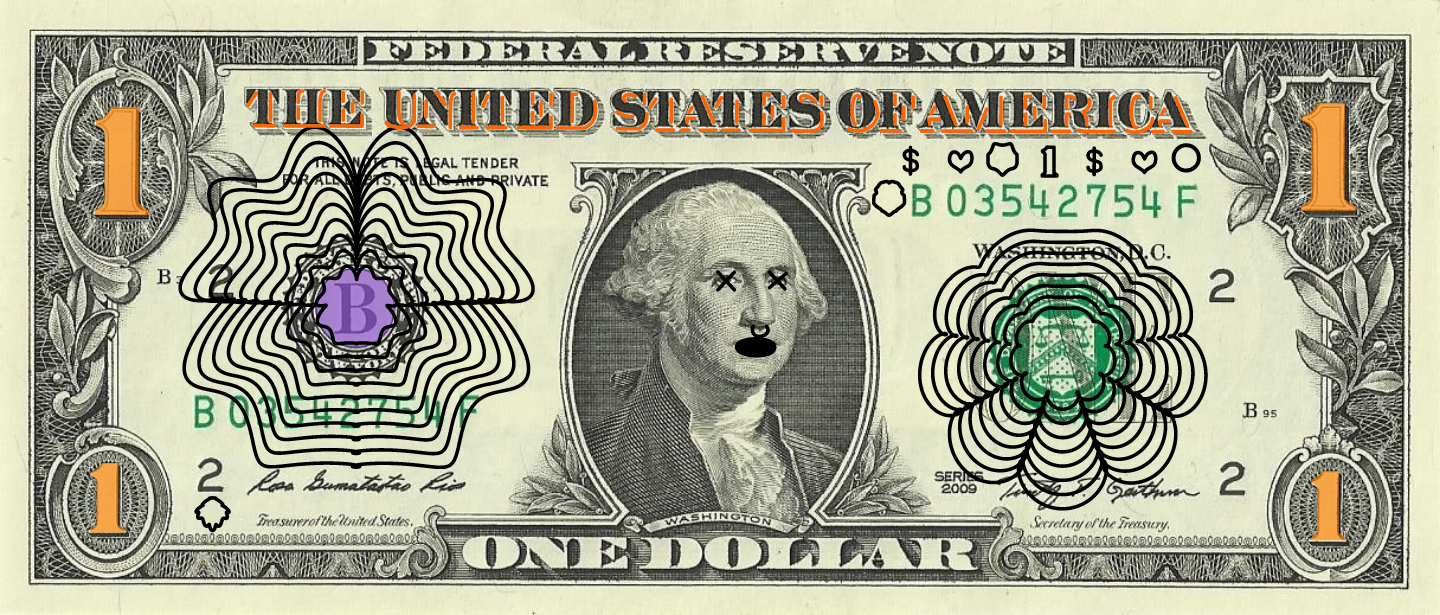 FEDERAL RESERVE NOTE
THE UNITED STATES OF AMERICA
1
1
THIS NOTE IS LEGAL TENDER
FOR ALL DEBTS, PUBLIC AND PRIVATE
$ 1 $
B 03542754 F
WASHINGTON, D.C.
B 2
2
B
B 03542754 F
B 95
2
2
SERIES
2009
Rosa Gumataotao Rios
Treasurer of the United States.
Secretary of the Treasury.
WASHINGTON
1
1
ONE DOLLAR